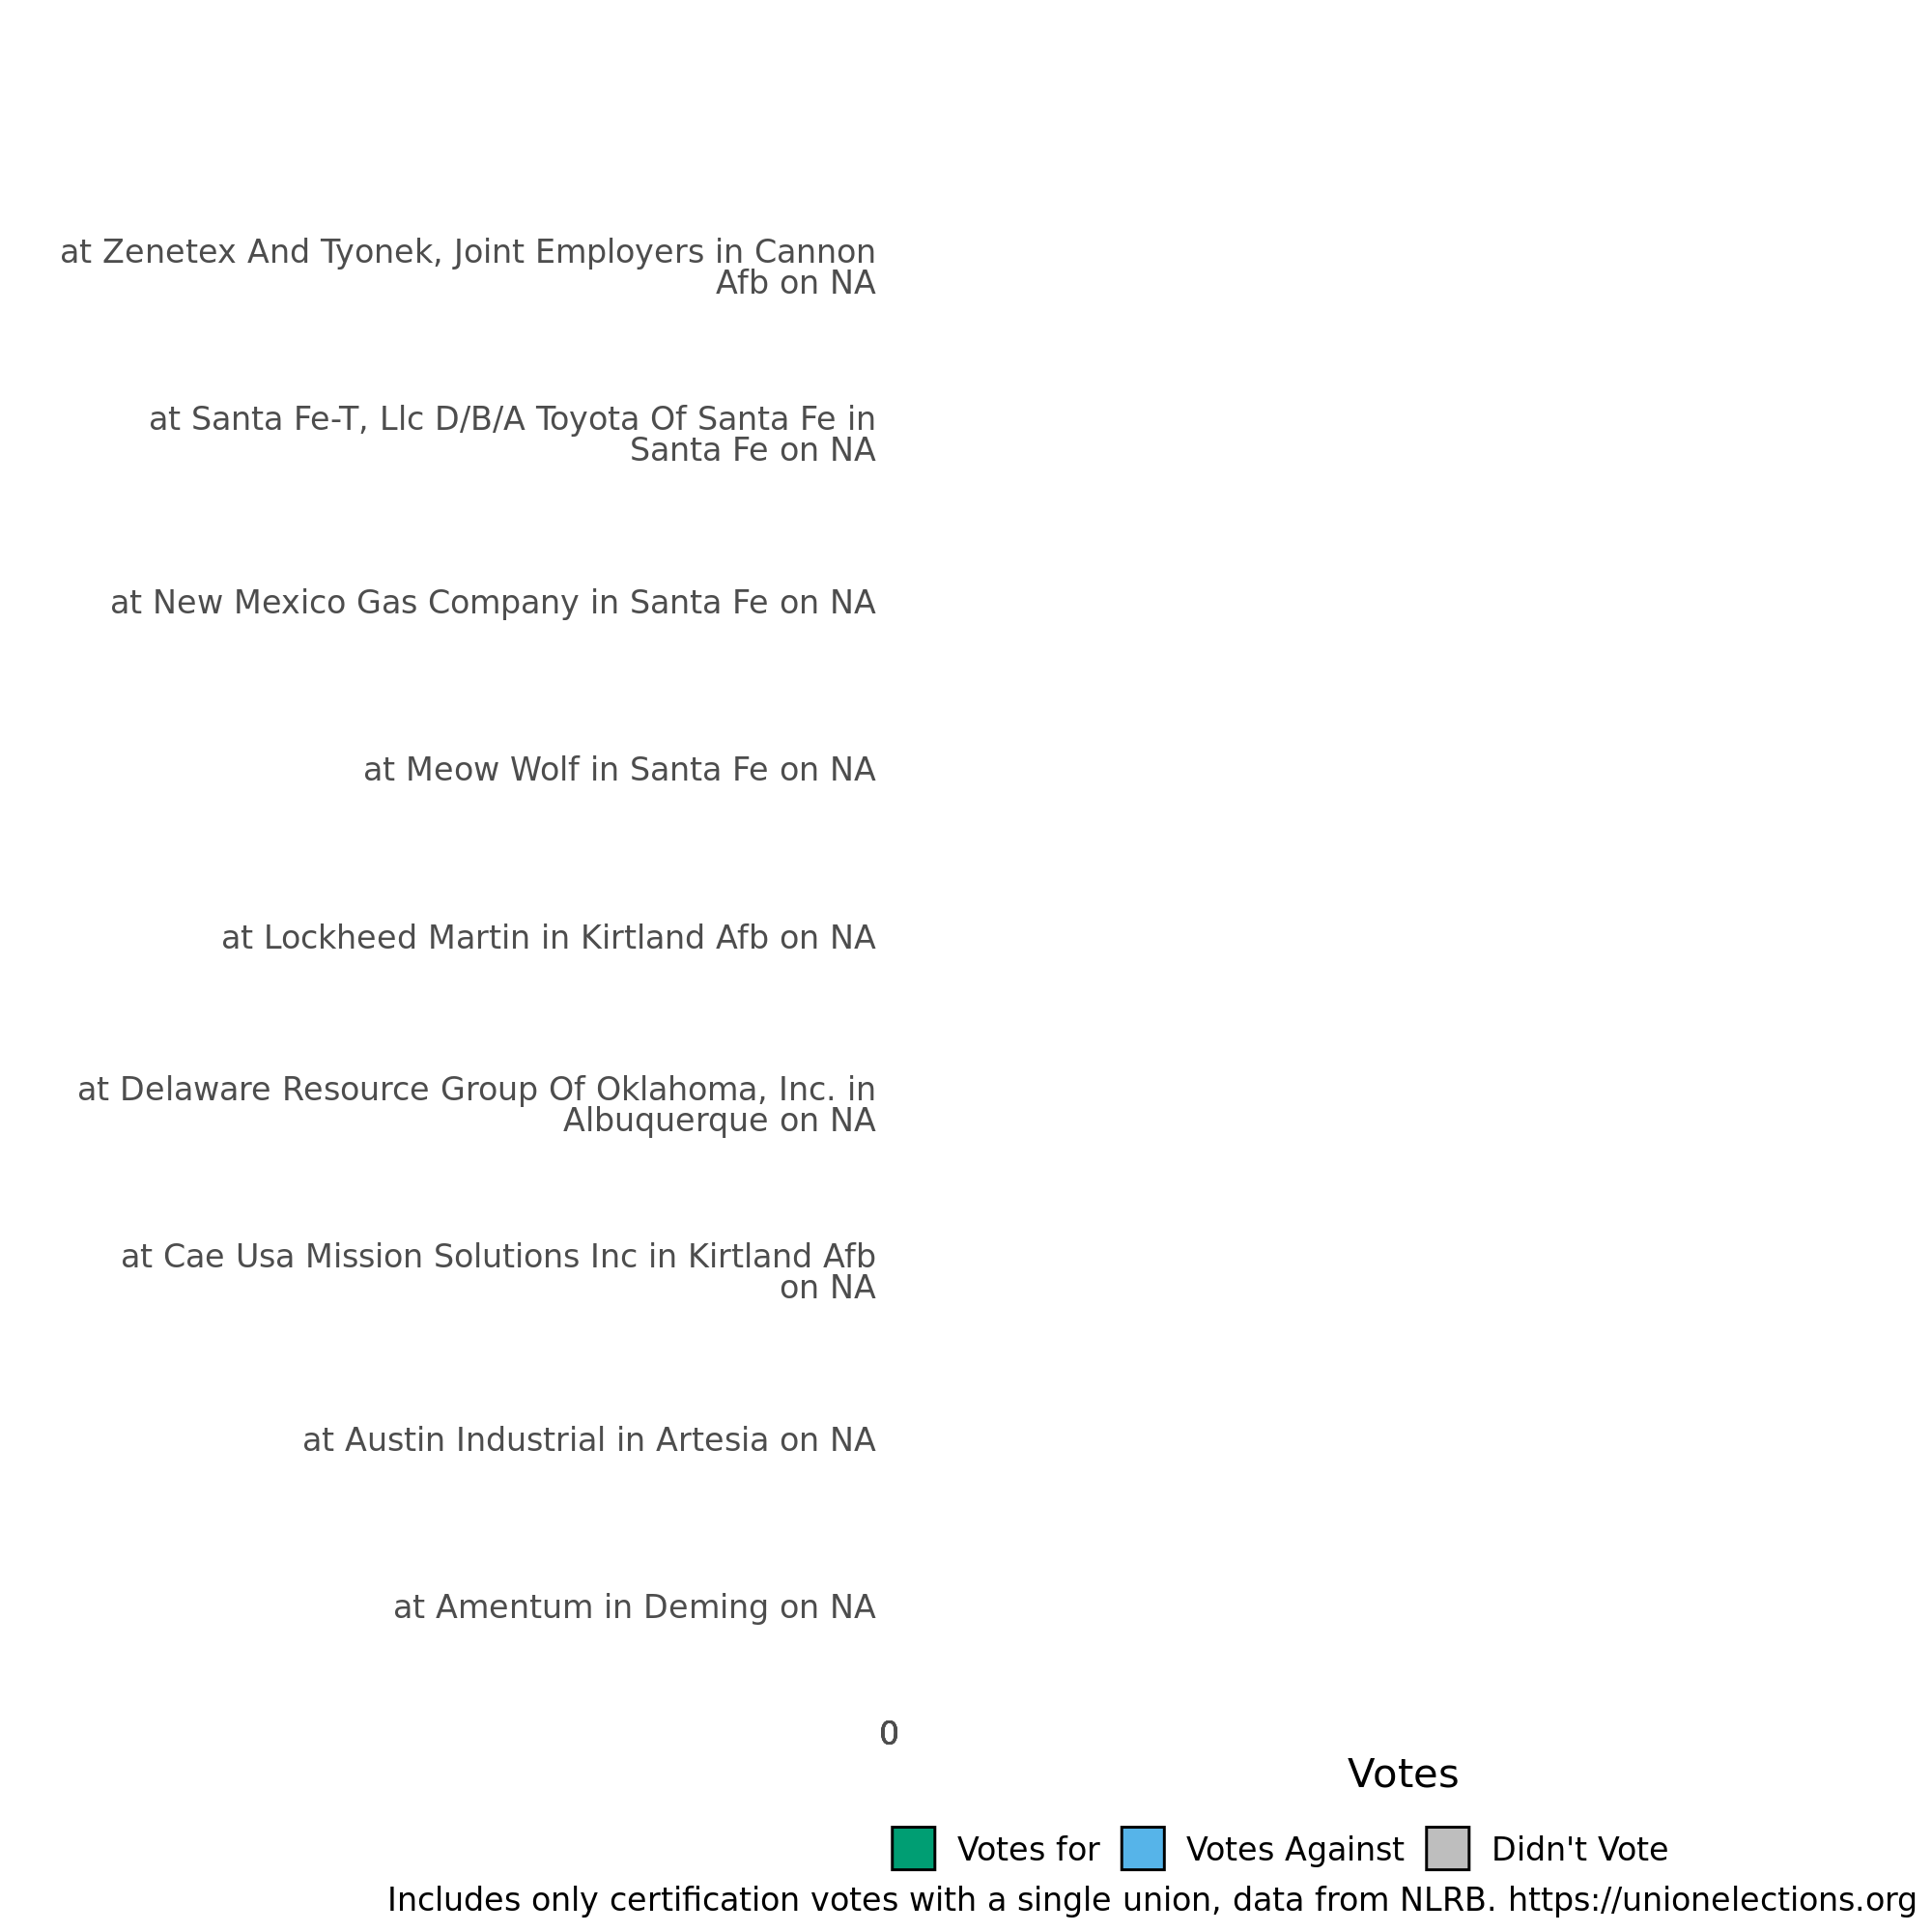 at Zenetex And Tyonek, Joint Employers in Cannon
Afb on NA
at Santa Fe-T, Llc D/B/A Toyota Of Santa Fe in
Santa Fe on NA
at New Mexico Gas Company in Santa Fe on NA
at Meow Wolf in Santa Fe on NA
at Lockheed Martin in Kirtland Afb on NA
at Delaware Resource Group Of Oklahoma, Inc. in
Albuquerque on NA
at Cae Usa Mission Solutions Inc in Kirtland Afb
on NA
at Austin Industrial in Artesia on NA
at Amentum in Deming on NA
0
Votes
Votes for Votes Against Didn't Vote
Includes only certification votes with a single union, data from NLRB. https://unionelections.org